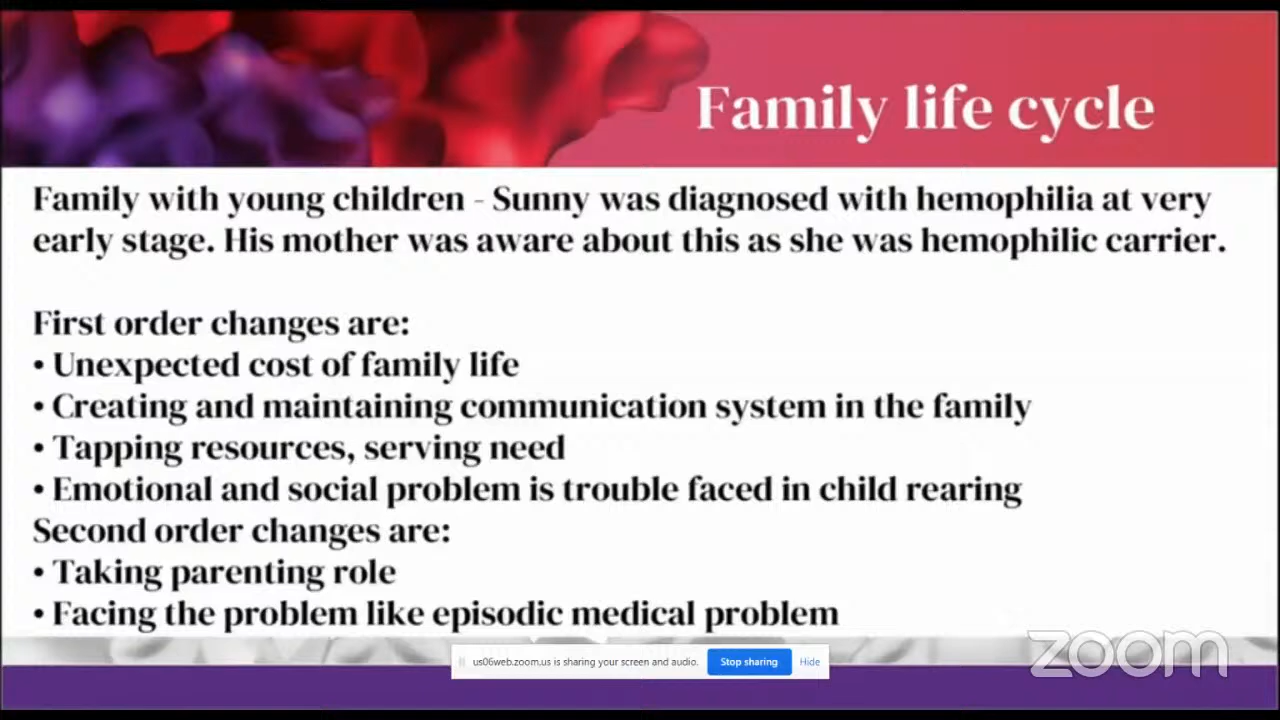 Family life cycle
Family with young children - Sunny was diagnosed with hemophilia at very
early stage. His mother was aware about this as she was hemophilic carrier.
First order changes are:
• Unexpected cost of family life
• Creating and maintaining communication system in the family
• Tapping resources, serving need
• Emotional and social problem is trouble faced in child rearing
Second order changes are:
• Taking parenting role
• Facing the problem like episodic medical problem
us06web.zoom.us is sharing your screen and audio. Stop sharing Hide
zoom